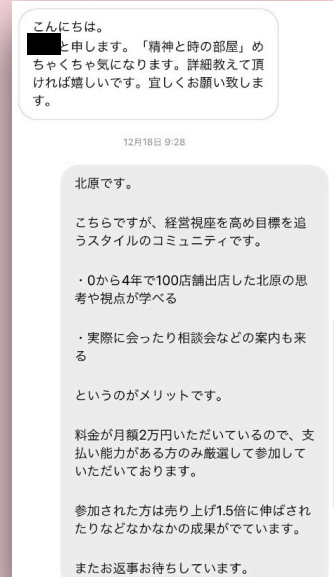 こんにちは。
と申します。「精神と時の部屋」め
ちゃくちゃ気になります。詳細教えて頂
ければ嬉しいです。宜しくお願い致しま
す。
12月18日 9:28
北原です。
こちらですが、経営視座を高め目標を追
うスタイルのコミュニティです。
・0から4年で100店舗出店した北原の思
考や視点が学べる
・実際に会ったり相談会などの案内も来
る
というのがメリットです。
料金が月額2万円いただいているので、支
払い能力がある方のみ厳選して参加して
いただいております。
参加された方は売り上げ1.5倍に伸ばされ
たりなどなかなかの成果がでています。
またお返事お待ちしています。